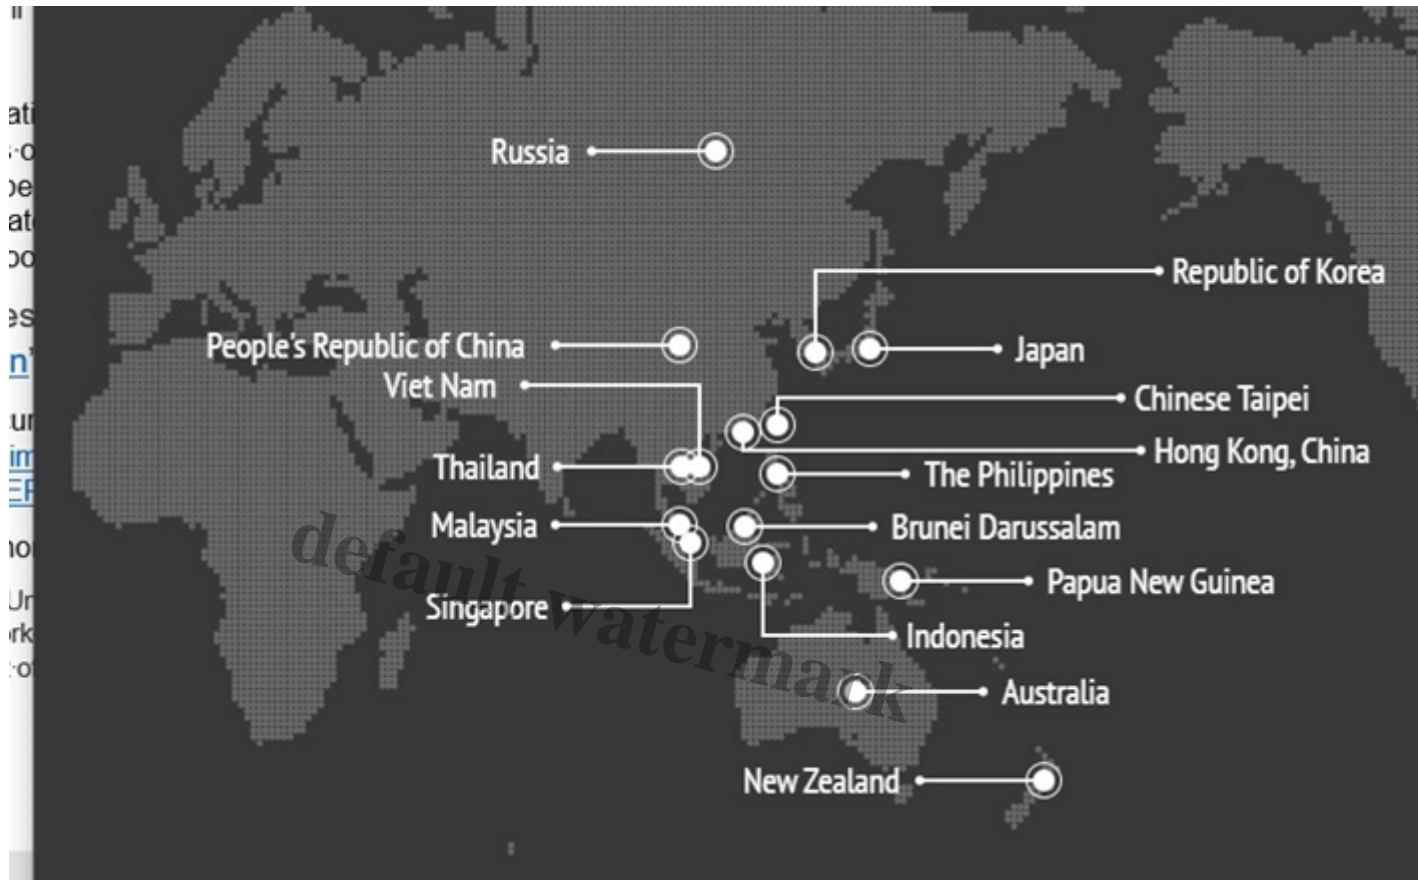 Russia
Republic of Korea
People's Republic of China
Japan
Viet Nam
Chinese Taipei
Hong Kong, China
Thailand
The Philippines
Malaysia
Brunei Darussalam
Papua New Guinea
Singapore
Indonesia
Australia
New Zealand
default watermark